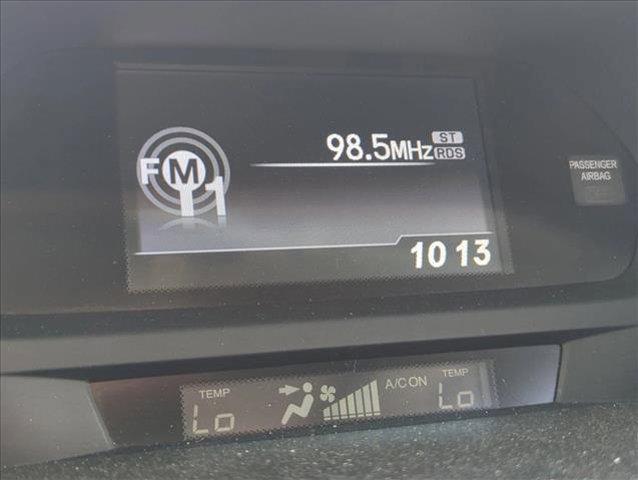 98.5MHz ST
RDS
FM
1
PASSENGER
AIRBAG
10 13
TEMP
Lo
A/C ON
TEMP
Lo